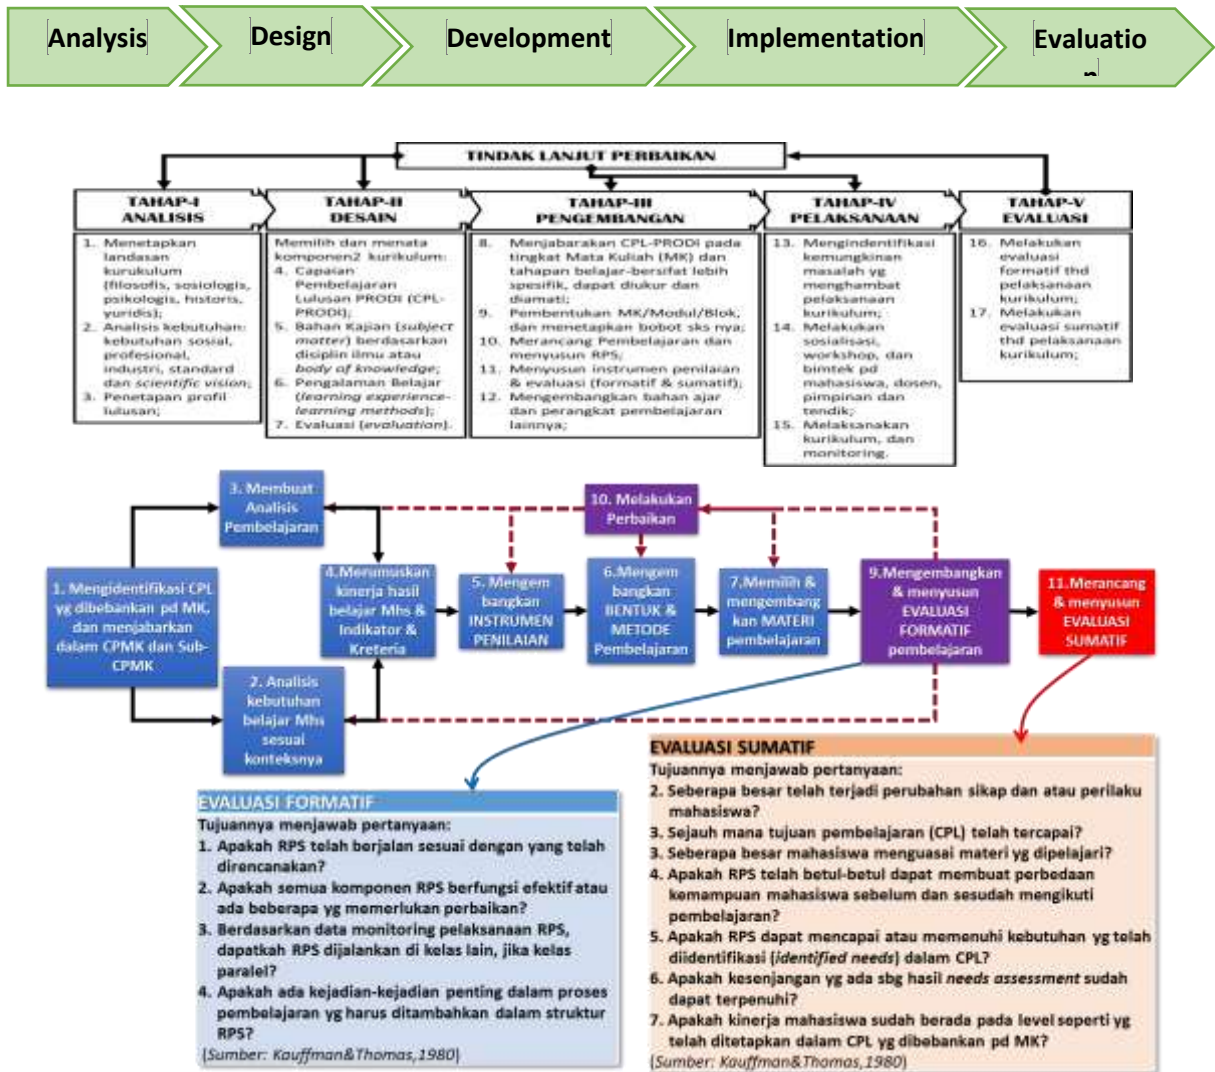 Analysis
Design
Development
Implementation
Evaluatio
n
TINDAK LANJUT PERBAIKAN
TAHAP-I
ANALISIS
1. Menetapkan
landasan
kurukulum
(filosofis, sosiologis,
psikologis, historis,
yuridis);
2. Analisis kebutuhan:
kebutuhan sosial,
profesional,
industri, standard
dan scientific vision;
3. Penetapan profil
lulusan;
TAHAP-II
DESAIN
Memilih dan menata
komponen2 kurikulum:
4. Capaian
Pembelajaran
Lulusan PRODI (CPL-
PRODI);
5. Bahan Kajian (subject
matter) berdasarkan
disiplin ilmu atau
body of knowledge;
6. Pengalaman Belajar
(learning experience-
learning methods);
7. Evaluasi (evaluation).
TAHAP-III
PENGEMBANGAN
8. Menjabarakan CPL-PRODI pada
tingkat Mata Kuliah (MK) dan
tahapan belajar-bersifat lebih
spesifik, dapat diukur dan
diamati;
9. Pembentukan MK/Modul/Blok,
dan menetapkan bobot sks nya;
10. Merancang Pembelajaran dan
menyusun RPS;
11. Menyusun instrumen penilaian
& evaluasi (formatif & sumatif);
12. Mengembangkan bahan ajar
dan perangkat pembelajaran
lainnya;
TAHAP-IV
PELAKSANAAN
13. Mengindentifikasi
kemungkinan
masalah yg
menghambat
pelaksanaan
kurikulum;
14. Melakukan
sosialisasi,
workshop, dan
bimtek pd
mahasiswa, dosen,
pimpinan dan
tendik;
15. Melaksanakan
kurikulum, dan
monitoring.
TAHAP-V
EVALUASI
16. Melakukan
evaluasi
formatif thd
pelaksanaan
kurikulum;
17. Melakukan
evaluasi sumatif
thd pelaksanaan
kurikulum;
1. Mengidentifikasi CPL
yg dibebankan pd MK,
dan menjabarkan
dalam CPMK dan Sub-
CPMK
3. Membuat
Analisis
Pembelajaran
2. Analisis
kebutuhan
belajar Mhs
sesuai
konteksnya
4.Merumuskan
kinerja hasil
belajar Mhs &
Indikator &
Kreteria
5. Mengem
bangkan
INSTRUMEN
PENILAIAN
10. Melakukan
Perbaikan
6.Mengem
bangkan
BENTUK &
METODE
Pembelajaran
7.Memilih &
mengembang
kan MATERI
pembelajaran
9.Mengembangkan
& menyusun
EVALUASI
FORMATIF
pembelajaran
11.Merancang
& menyusun
EVALUASI
SUMATIF
EVALUASI FORMATIF
Tujuannya menjawab pertanyaan:
1. Apakah RPS telah berjalan sesuai dengan yang telah
direncanakan?
2. Apakah semua komponen RPS berfungsi efektif atau
ada beberapa yg memerlukan perbaikan?
3. Berdasarkan data monitoring pelaksanaan RPS,
dapatkah RPS dijalankan di kelas lain, jika kelas
paralel?
4. Apakah ada kejadian-kejadian penting dalam proses
pembelajaran yg harus ditambahkan dalam struktur
RPS?
(Sumber: Kauffman&Thomas,1980)
EVALUASI SUMATIF
Tujuannya menjawab pertanyaan:
2. Seberapa besar telah terjadi perubahan sikap dan atau perilaku
mahasiswa?
3. Sejauh mana tujuan pembelajaran (CPL) telah tercapai?
3. Seberapa besar mahasiswa menguasai materi yg dipelajari?
4. Apakah RPS telah betul-betul dapat membuat perbedaan
kemampuan mahasiswa sebelum dan sesudah mengikuti
pembelajaran?
5. Apakah RPS dapat mencapai atau memenuhi kebutuhan yg telah
diidentifikasi (identified needs) dalam CPL?
6. Apakah kesenjangan yg ada sbg hasil needs assessment sudah
dapat terpenuhi?
7. Apakah kinerja mahasiswa sudah berada pada level seperti yg
telah ditetapkan dalam CPL yg dibebankan pd MK?
(Sumber: Kauffman&Thomas,1980)